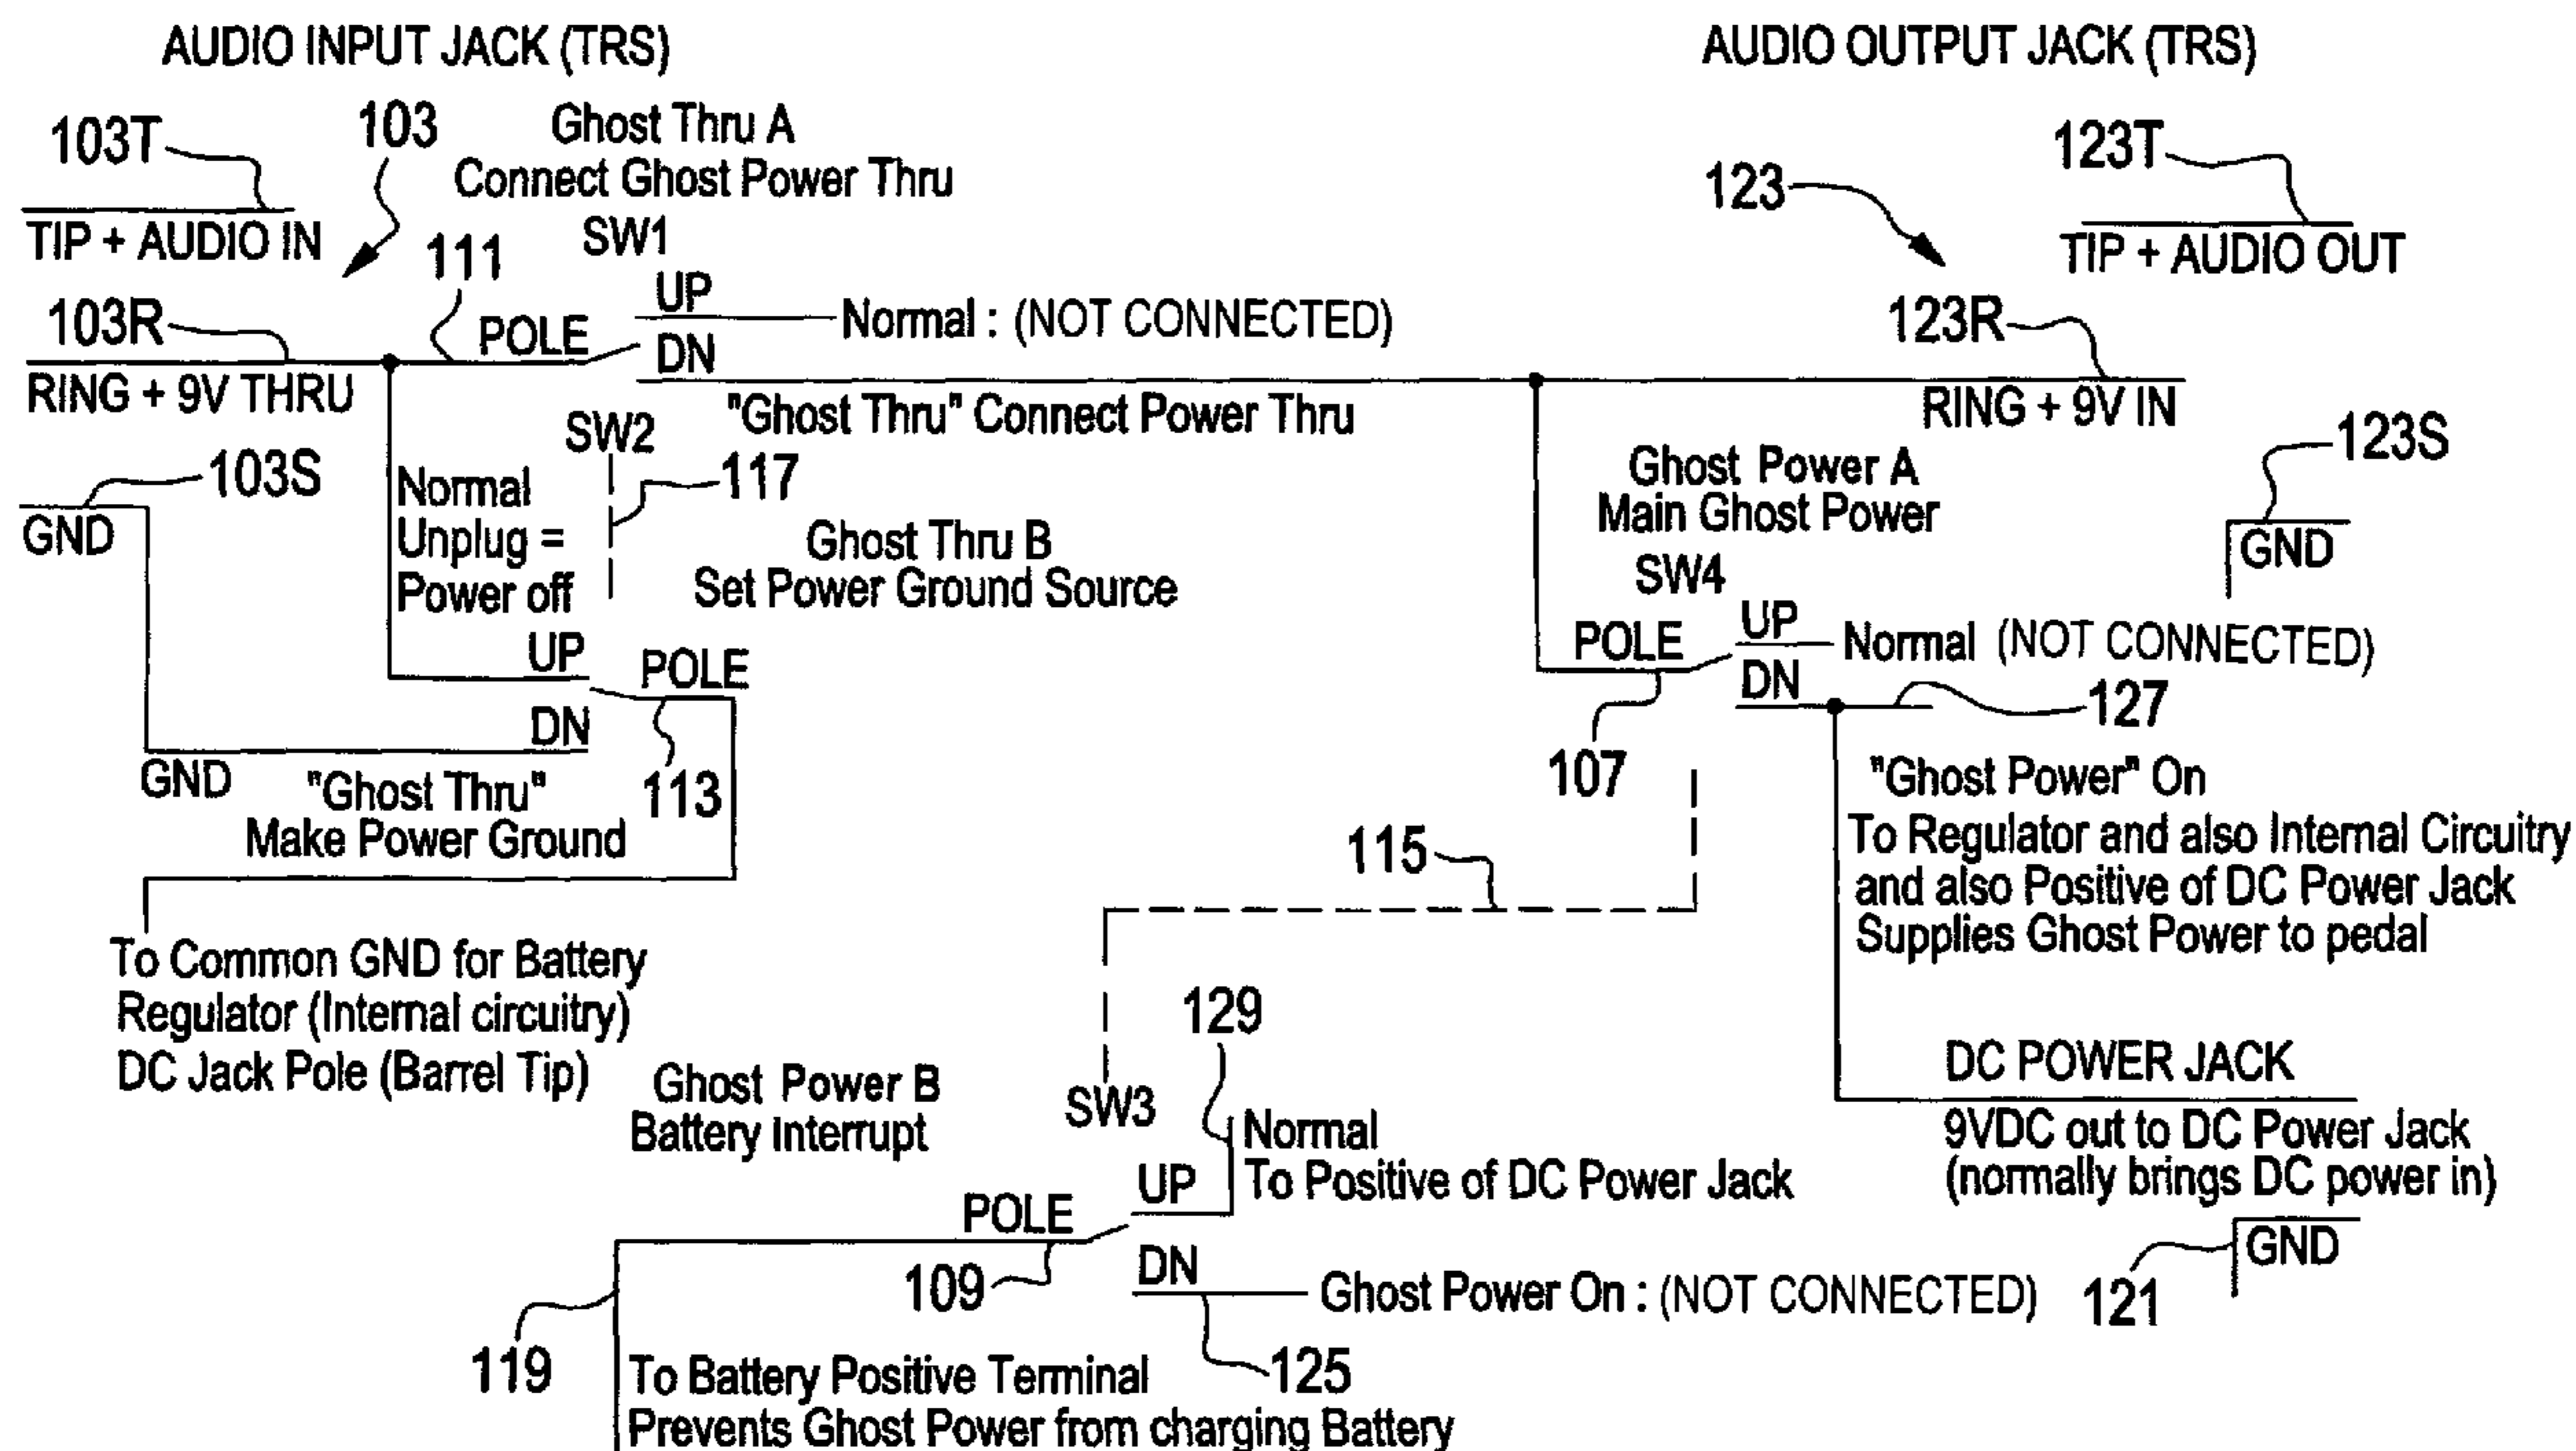 AUDIO INPUT JACK (TRS)
AUDIO OUTPUT JACK (TRS)
103T
103
Ghost Thru A
Connect Ghost Power Thru
SW1
123
123T
TIP + AUDIO IN
TIP + AUDIO OUT
111
103R
POLE
UP
Normal : (NOT CONNECTED)
DN
123R
RING + 9V THRU
"Ghost Thru" Connect Power Thru
RING + 9V IN
103S
GND
SW2
117
Normal
Unplug =
Power off
Ghost Thru B
Set Power Ground Source
Ghost Power A
Main Ghost Power
SW4
123S
GND
UP
POLE
DN
113
GND
"Ghost Thru"
Make Power Ground
POLE
UP
Normal (NOT CONNECTED)
DN
127
107
"Ghost Power" On
To Regulator and also Internal Circuitry
and also Positive of DC Power Jack
Supplies Ghost Power to pedal
115
To Common GND for Battery
Regulator (Internal circuitry)
DC Jack Pole (Barrel Tip)
Ghost Power B
Battery Interrupt
SW3
129
Normal
To Positive of DC Power Jack
DC POWER JACK
9VDC out to DC Power Jack
(normally brings DC power in)
GND
121
POLE
UP
109
DN
Ghost Power On : (NOT CONNECTED)
125
119
To Battery Positive Terminal
Prevents Ghost Power from charging Battery